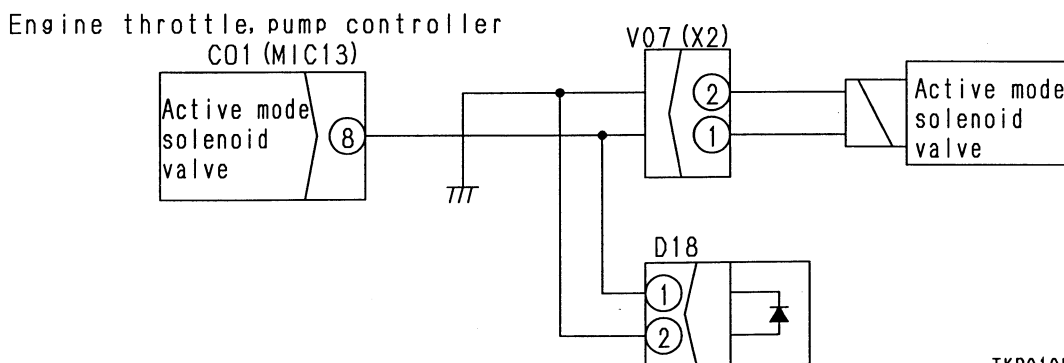 Engine throttle, pump controller
C01 (MIC13)
V07 (X2)
Active mode
solenoid
valve
8
2
1
Active mode
solenoid
valve
D18
1
2